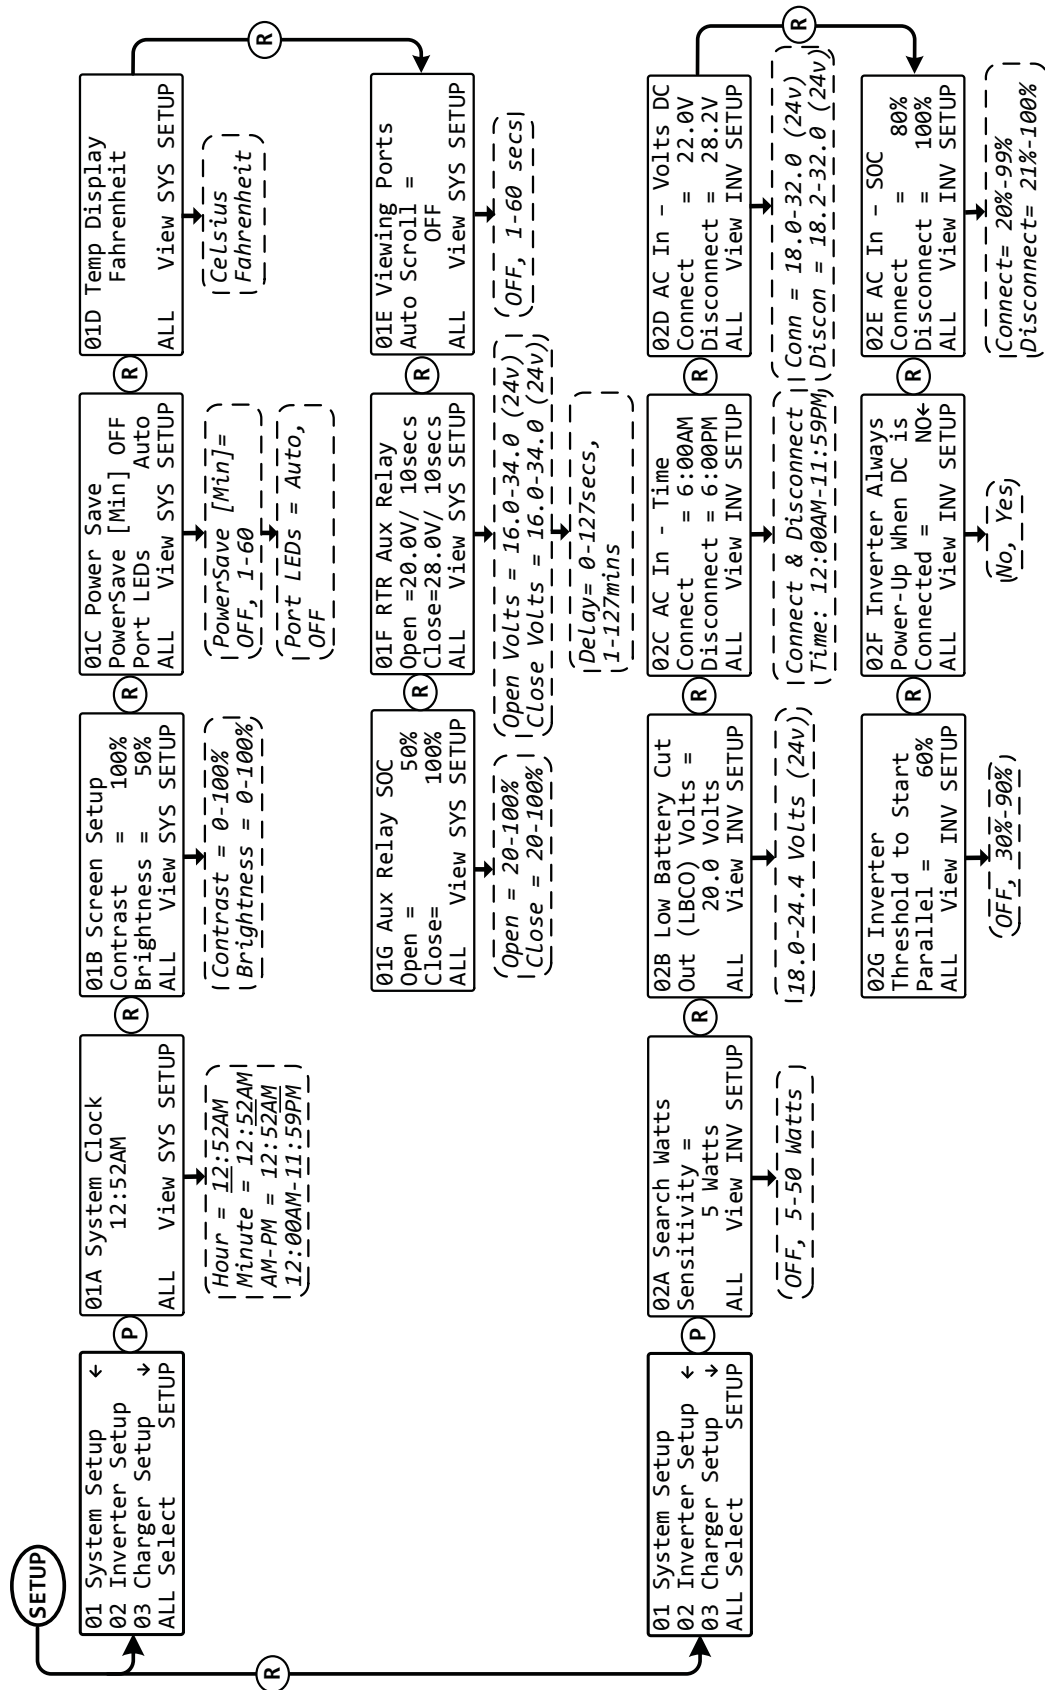 SETUP
01 System Setup ←
02 Inverter Setup
03 Charger Setup ↓
ALL Select SETUP
P
01A System Clock
12:52AM
ALL View SYS SETUP
Hour = 12:52AM
Minute = 12:52AM
AM-PM = 12:52AM
12:00AM-11:59PM
R
01B Screen Setup
Contrast = 100%
Brightness = 50%
ALL View SYS SETUP
Contrast = 0-100%
Brightness = 0-100%
R
01C Power Save
PowerSave [Min] OFF
Port LEDs Auto
ALL View SYS SETUP
PowerSave [Min]=
OFF, 1-60
Port LEDs = Auto,
OFF
R
01D Temp Display
Fahrenheit
ALL View SYS SETUP
Celsius
Fahrenheit
R
01E Viewing Ports
Auto Scroll =
OFF
ALL View SYS SETUP
OFF, 1-60 secs
R
01F RTR Aux Relay
Open =20.0V/ 10secs
Close=28.0V/ 10secs
ALL View SYS SETUP
Open Volts = 16.0-34.0 (24v)
Close Volts = 16.0-34.0 (24v)
Delay= 0-127secs,
1-127mins
R
01G Aux Relay SOC
Open = 50%
Close= 100%
ALL View SYS SETUP
Open = 20-100%
Close = 20-100%
R
01 System Setup
02 Inverter Setup ←
03 Charger Setup ↓
ALL Select SETUP
P
02A Search Watts
Sensitivity =
5 Watts
ALL View INV SETUP
OFF, 5-50 Watts
R
02B Low Battery Cut
Out (LBCO) Volts =
20.0 Volts
ALL View INV SETUP
18.0-24.4 Volts (24v)
R
02C AC In - Time
Connect = 6:00AM
Disconnect = 6:00PM
ALL View INV SETUP
Connect & Disconnect
Time: 12:00AM-11:59PM
R
02D AC In - Volts DC
Connect = 22.0V
Disconnect = 28.2V
ALL View INV SETUP
Conn = 18.0-32.0 (24v)
Discon = 18.2-32.0 (24v)
R
02E AC In - SOC
Connect = 80%
Disconnect = 100%
ALL View INV SETUP
Connect= 20%-99%
Disconnect= 21%-100%
R
02F Inverter Always
Power-Up When DC is
Connected = NO←
ALL View INV SETUP
No, Yes
R
02G Inverter
Threshold to Start
Parallel = 60%
ALL View INV SETUP
OFF, 30%-90%